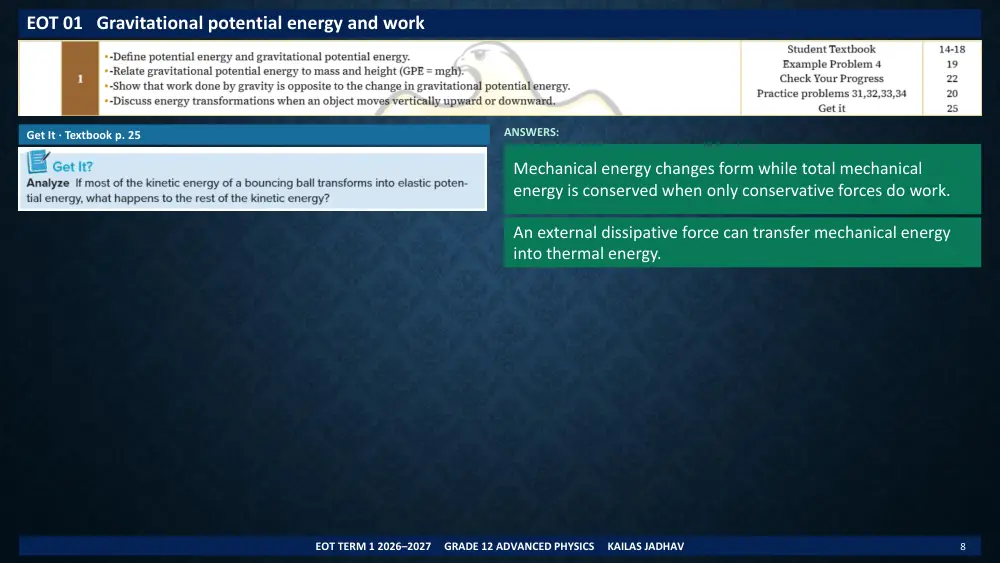 EOT 01 Gravitational potential energy and work
1
•-Define potential energy and gravitational potential energy.
•-Relate gravitational potential energy to mass and height (GPE = mgh).
•-Show that work done by gravity is opposite to the change in gravitational potential energy.
•-Discuss energy transformations when an object moves vertically upward or downward.
Student Textbook 14-18
Example Problem 4 19
Check Your Progress 22
Practice problems 31,32,33,34 20
Get it 25
Get It · Textbook p. 25
Get It?
Analyze If most of the kinetic energy of a bouncing ball transforms into elastic poten-
tial energy, what happens to the rest of the kinetic energy?
ANSWERS:
Mechanical energy changes form while total mechanical
energy is conserved when only conservative forces do work.
An external dissipative force can transfer mechanical energy
into thermal energy.
EOT TERM 1 2026–2027 GRADE 12 ADVANCED PHYSICS KAILAS JADHAV
8